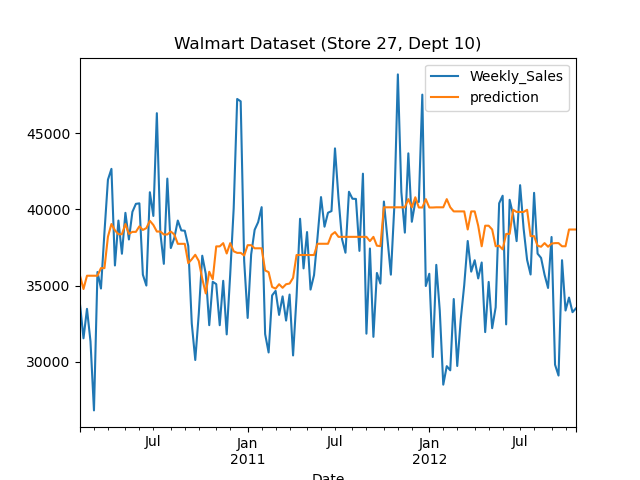 Walmart Dataset (Store 27, Dept 10)
Weekly_Sales
prediction
45000
40000
35000
30000
Jul
Jan
2011
Jul
Jan
2012
Jul
Date